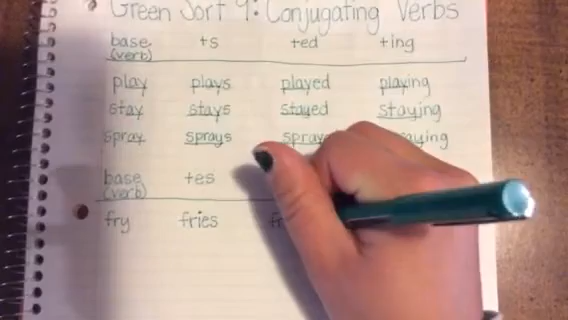 Green Sort 9: Conjugating Verbs
base +s +ed +ing
(verb)
play plays played playing
stay stays stayed staying
spray sprays
base +es
(verb)
fry fries